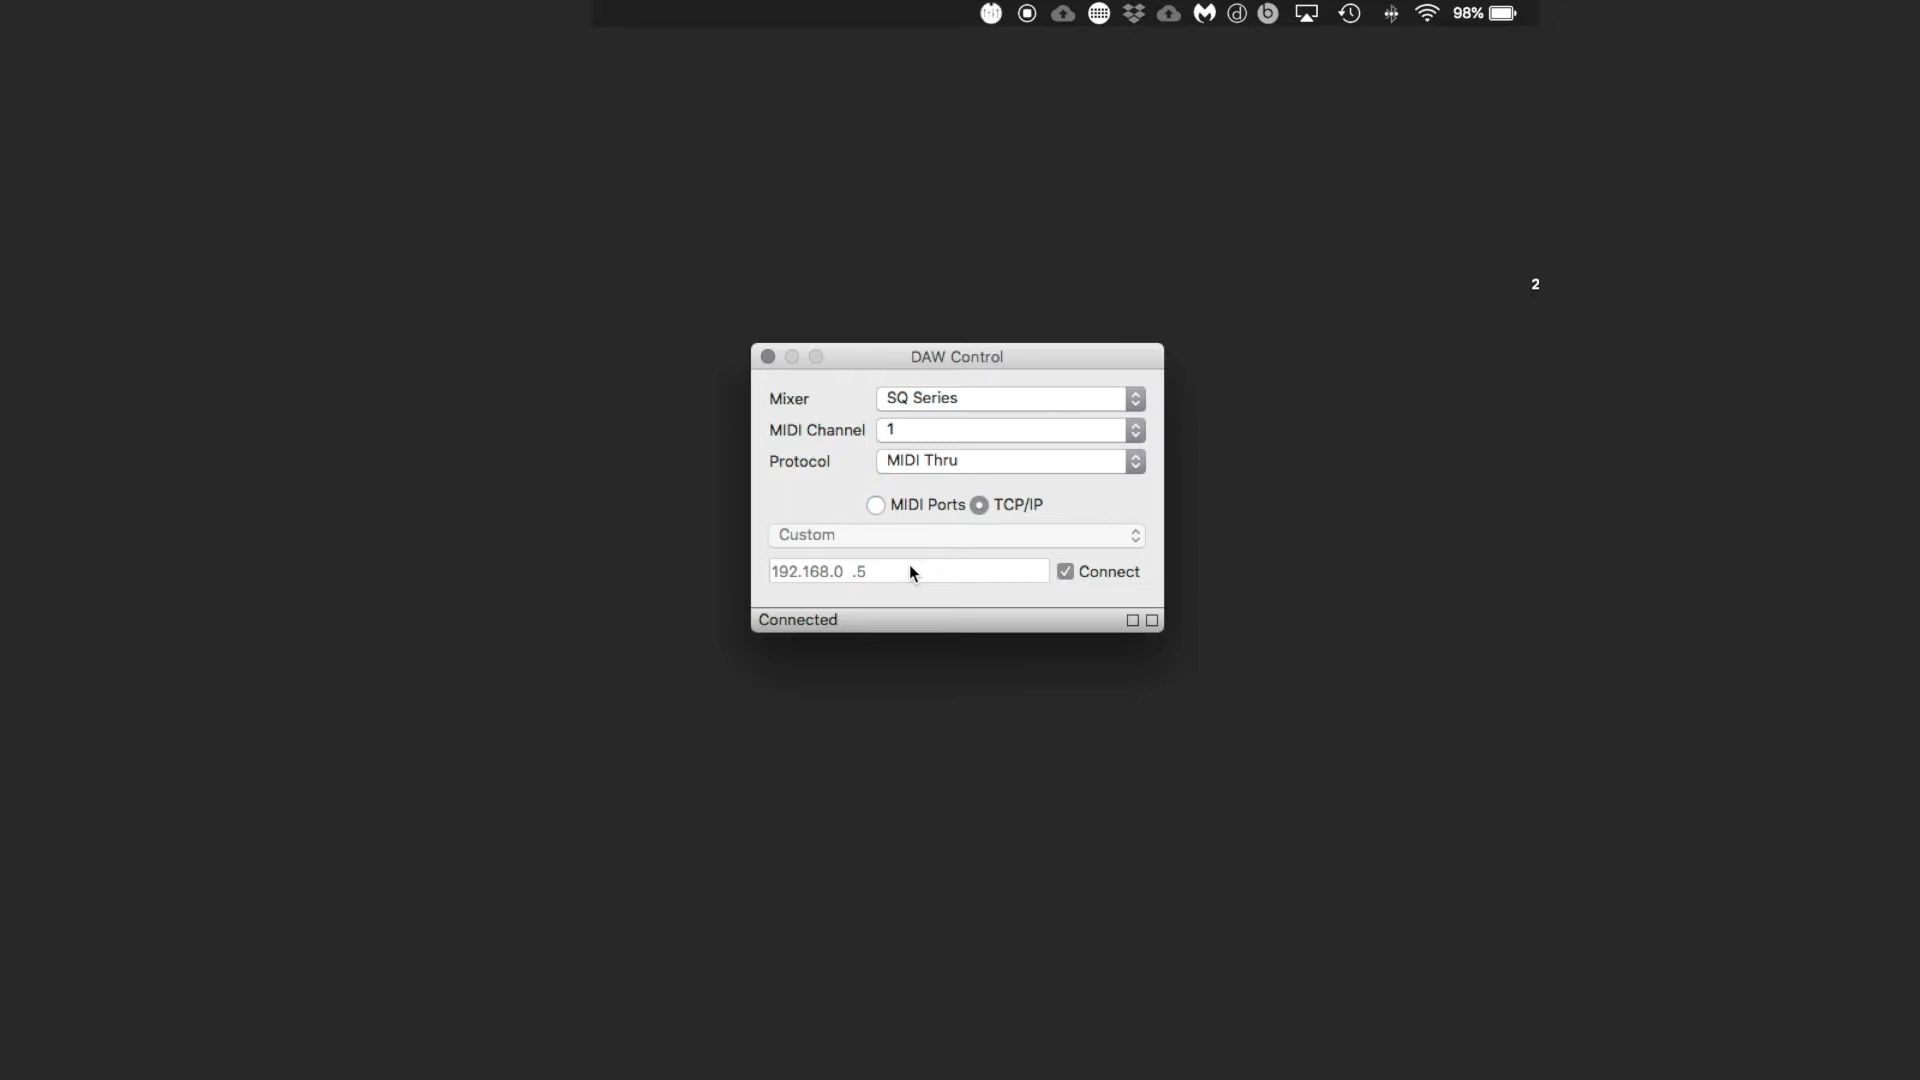 98%
2
DAW Control
Mixer SQ Series
MIDI Channel 1
Protocol MIDI Thru
MIDI Ports TCP/IP
Custom
192.168.0 .5 Connect
Connected